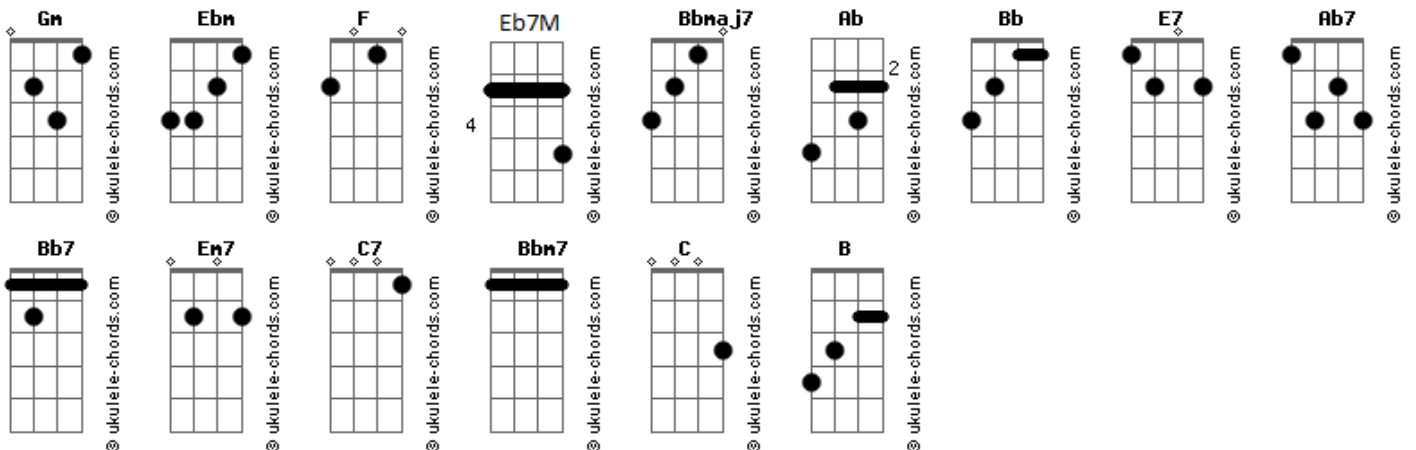 Gm Ebm F Eb7M Bbmaj7 Ab Bb E7 Ab7
© ukulele-chords.com © ukulele-chords.com © ukulele-chords.com 4 © ukulele-chords.com © ukulele-chords.com 2 © ukulele-chords.com © ukulele-chords.com © ukulele-chords.com © ukulele-chords.com
Bb7 Em7 C7 Bbm7 C B
© ukulele-chords.com © ukulele-chords.com © ukulele-chords.com © ukulele-chords.com © ukulele-chords.com © ukulele-chords.com